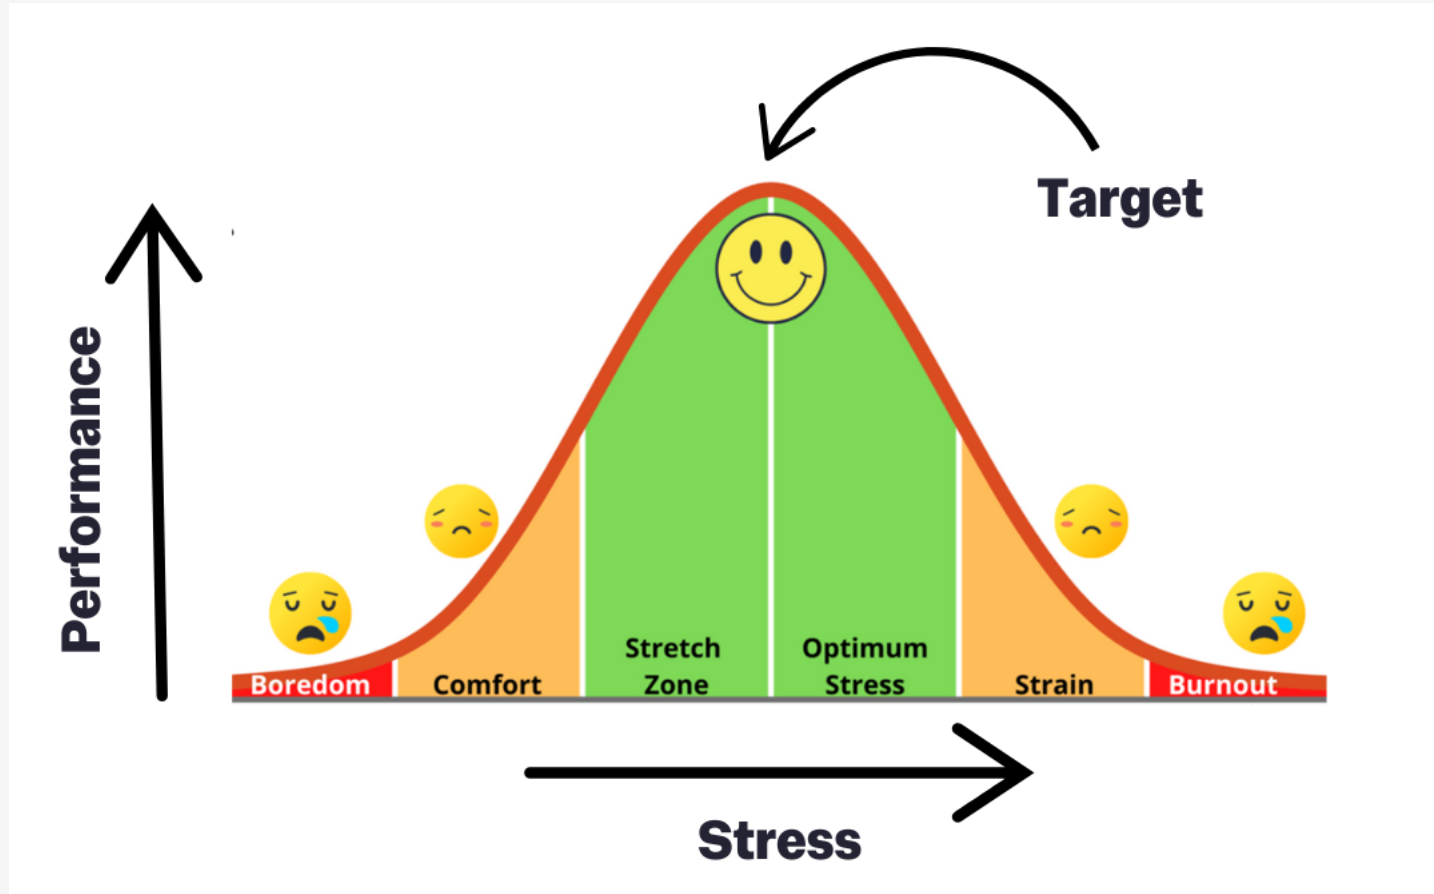 Target
Performance
Stretch
Zone
Optimum
Stress
Boredom
Comfort
Strain
Burnout
Stress